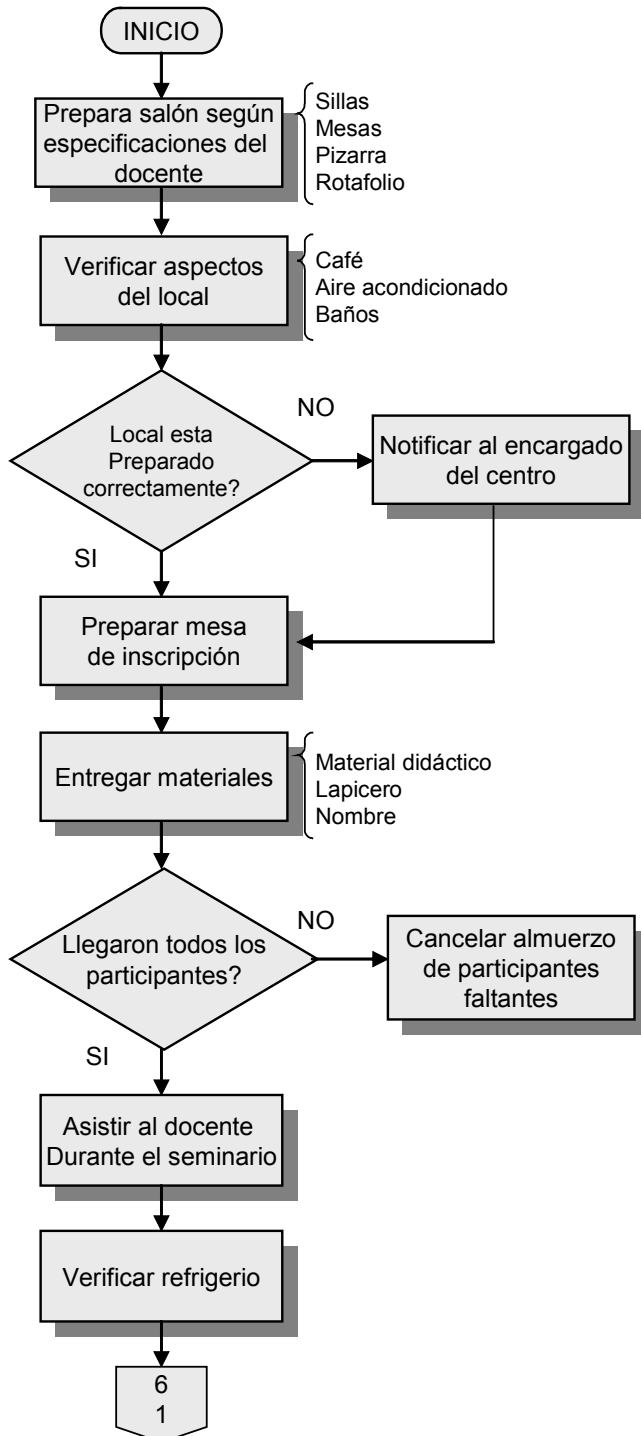 INICIO
Prepara salón según
especificaciones del
docente
Sillas
Mesas
Pizarra
Rotafolio
Verificar aspectos
del local
Café
Aire acondicionado
Baños
Local esta
Preparado
correctamente?
NO
Notificar al encargado
del centro
SI
Preparar mesa
de inscripción
Entregar materiales
Material didáctico
Lapicero
Nombre
Llegaron todos los
participantes?
NO
Cancelar almuerzo
de participantes
faltantes
SI
Asistir al docente
Durante el seminario
Verificar refrigerio
6
1